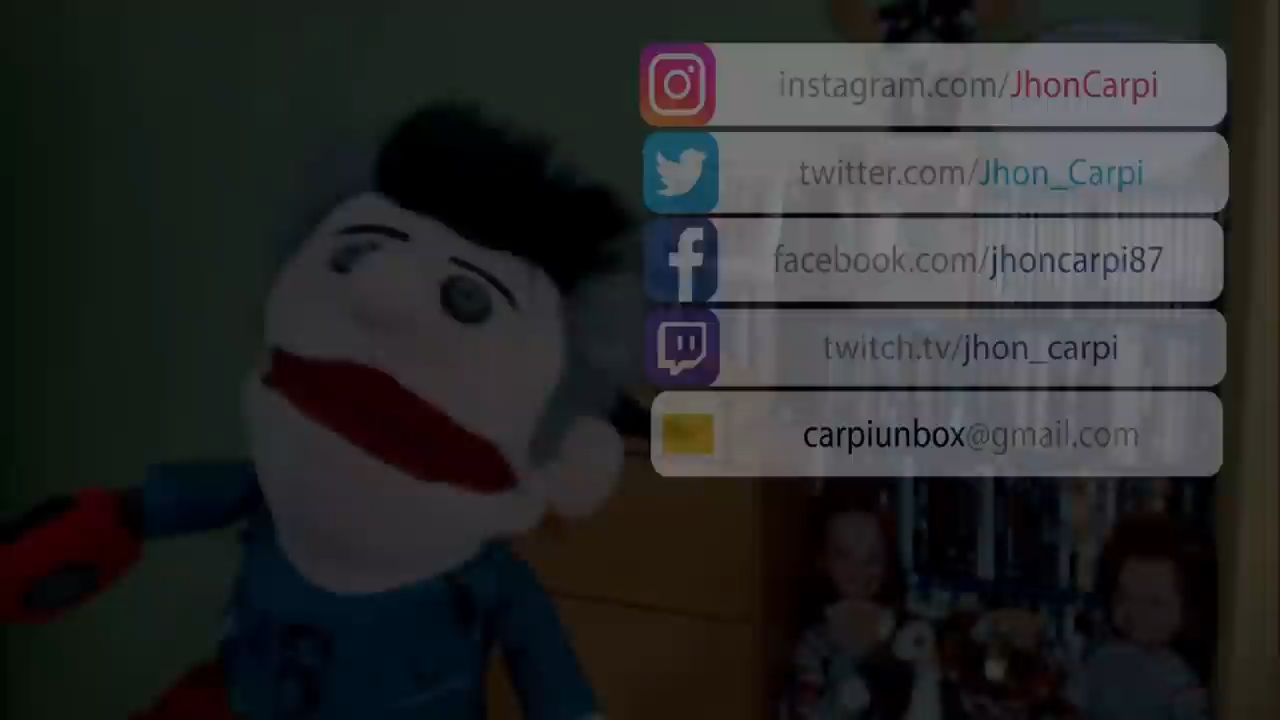 instagram.com/JhonCarpi
twitter.com/Jhon_Carpi
facebook.com/jhoncarpi87
twitch.tv/jhon_carpi
carpiunbox@gmail.com